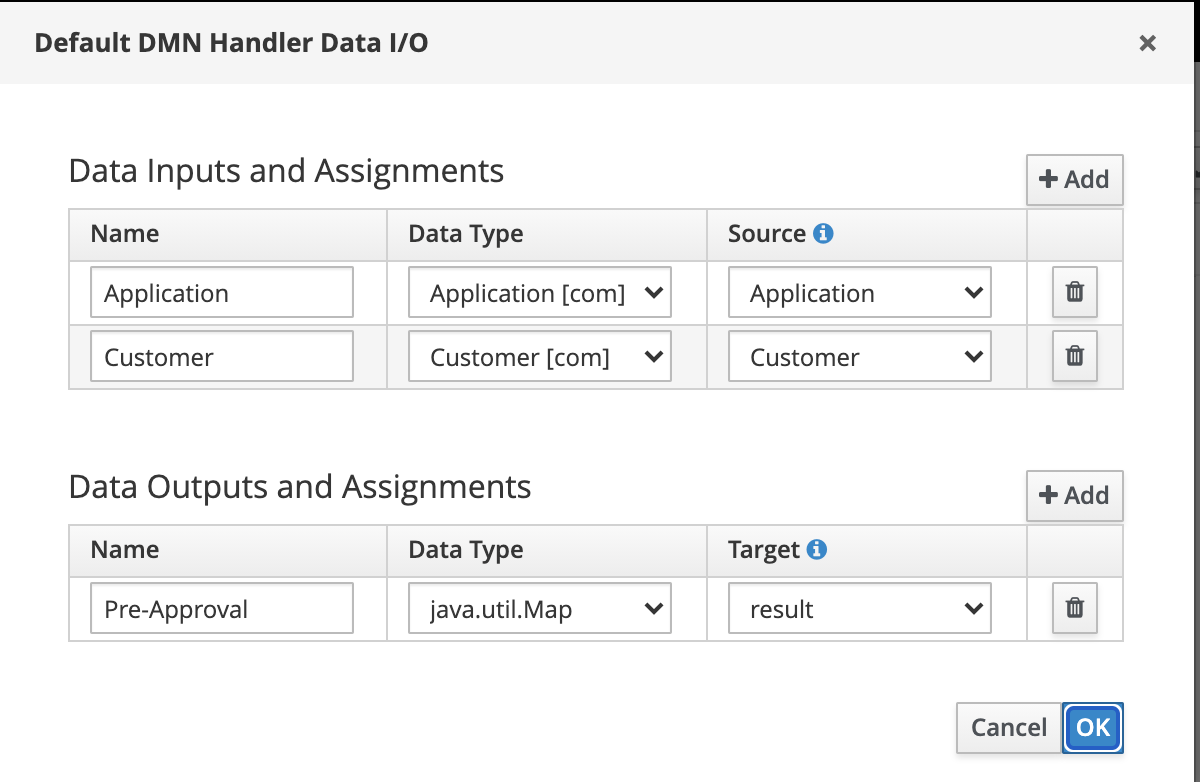 Default DMN Handler Data I/O ×
Data Inputs and Assignments
+ Add
Name Data Type Source
Application Application [com] Application
Customer Customer [com] Customer
Data Outputs and Assignments
+ Add
Name Data Type Target
Pre-Approval java.util.Map result
Cancel OK